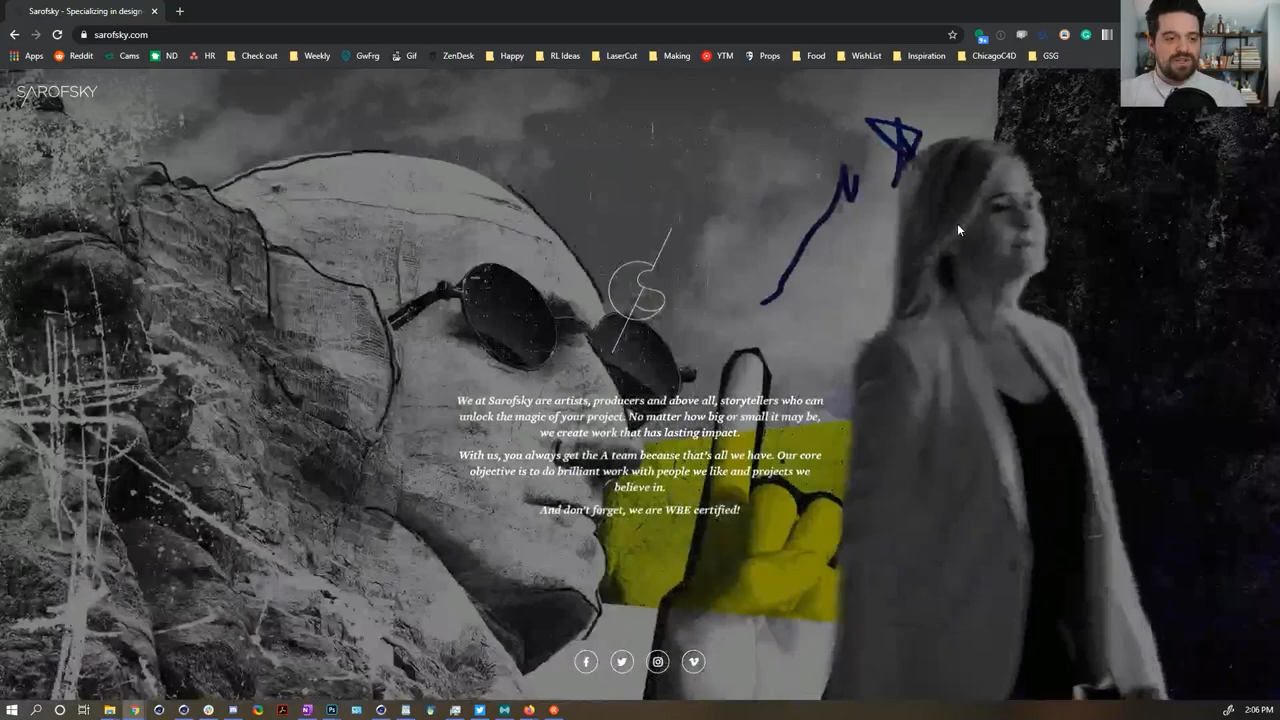 Sarofsky - Specializing in design
sarofsky.com
Apps Reddit Cams ND HR Check out Weekly GwFrg Gif ZenDesk Happy EL Ideas LaserCut Making YTM Props Food WishList Inspiration ChicagoC4D GSG
SAROFSKY
We at Sarofsky are artists, producers and above all, storytellers who can
unlock the magic of your project. No matter how big or small it may be,
we create work that has lasting impact.
With us, you always get the A team because that's all we have. Our core
objective is to do brilliant work with people we like and projects we
believe in.
And don't forget, we are WBE certified!
2:06 PM